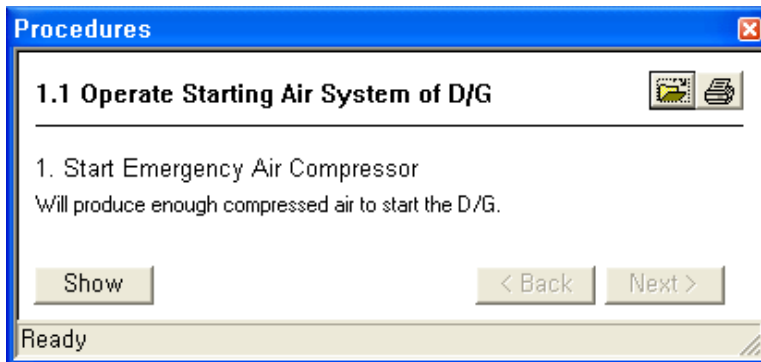 Procedures
1.1 Operate Starting Air System of D/G
1. Start Emergency Air Compressor
Will produce enough compressed air to start the D/G.
Show
< Back
Next >
Ready